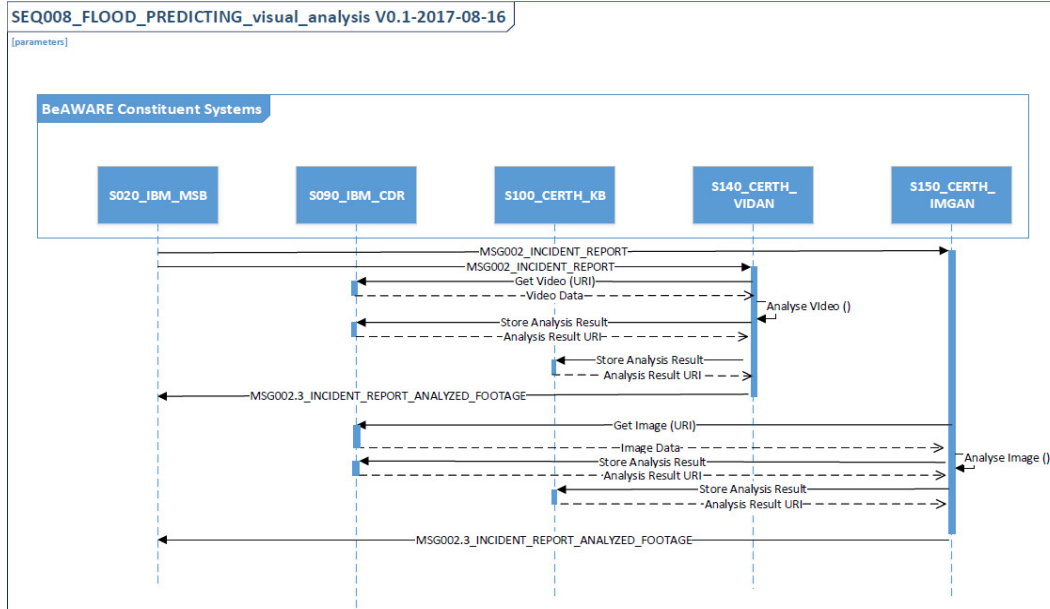 SEQ008_FLOOD_PREDICTING_visual_analysis V0.1-2017-08-16
[parameters]
BeAWARE Constituent Systems
S020_IBM_MSB
S090_IBM_CDR
S100_CERTH_KB
S140_CERTH_
VIDAN
S150_CERTH_
IMGAN
MSG002_INCIDENT_REPORT
MSG002_INCIDENT_REPORT
Get Video (URI)
Video Data
Analyse VIdeo ()
Store Analysis Result
Analysis Result URI
Store Analysis Result
Analysis Result URI
MSG002.3_INCIDENT_REPORT_ANALYZED_FOOTAGE
Get Image (URI)
Image Data
Analyse Image ()
Store Analysis Result
Analysis Result URI
Store Analysis Result
Analysis Result URI
MSG002.3_INCIDENT_REPORT_ANALYZED_FOOTAGE